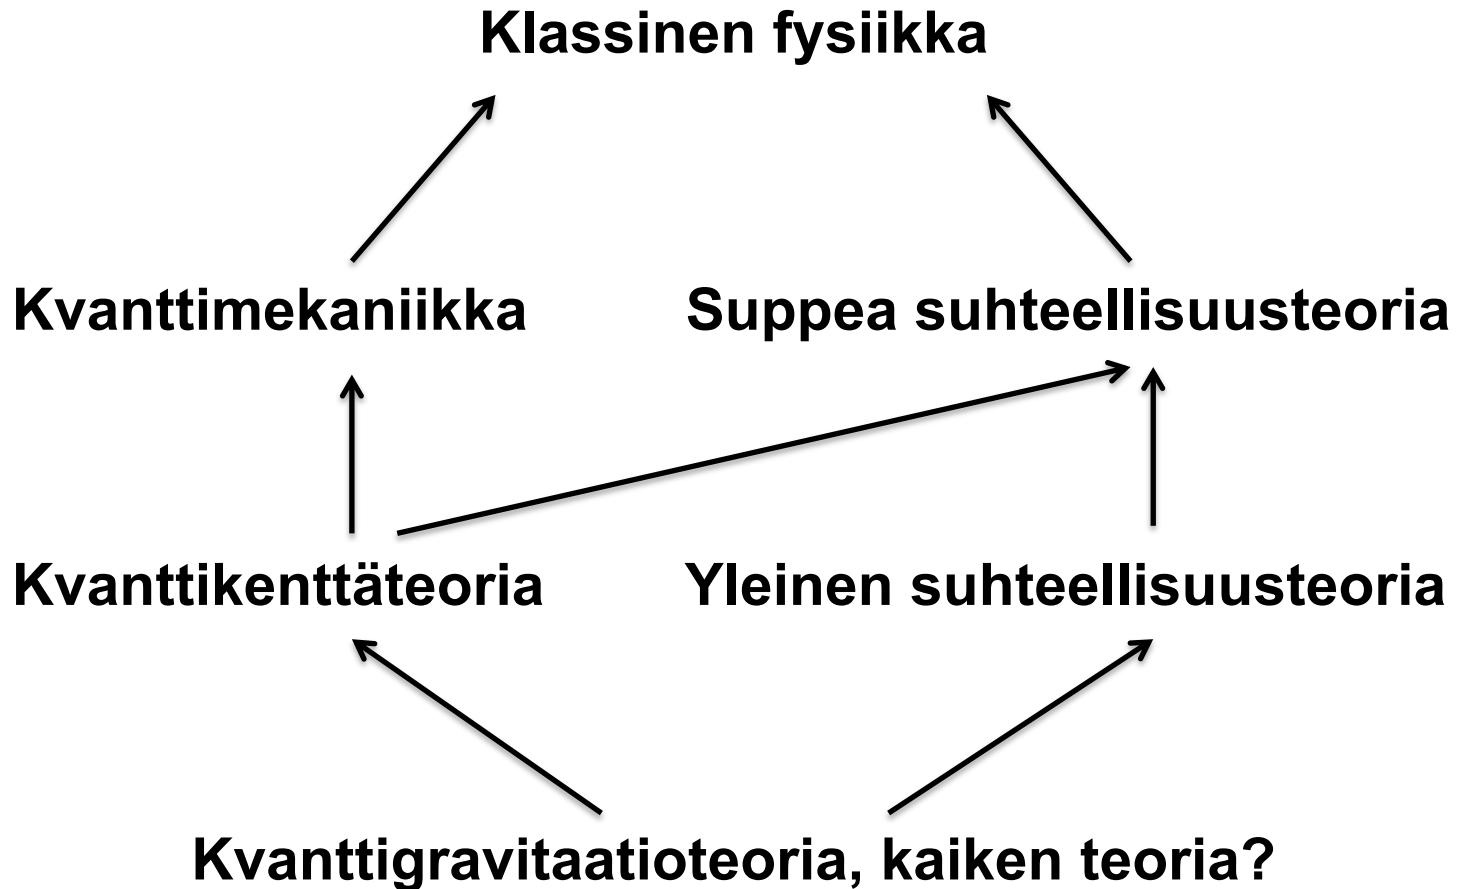 Klassinen fysiikka
Kvanttimekaniikka
Suppea suhteellisuusteoria
Kvanttikenttäteoria
Yleinen suhteellisuusteoria
Kvanttigravitaatioteoria, kaiken teoria?